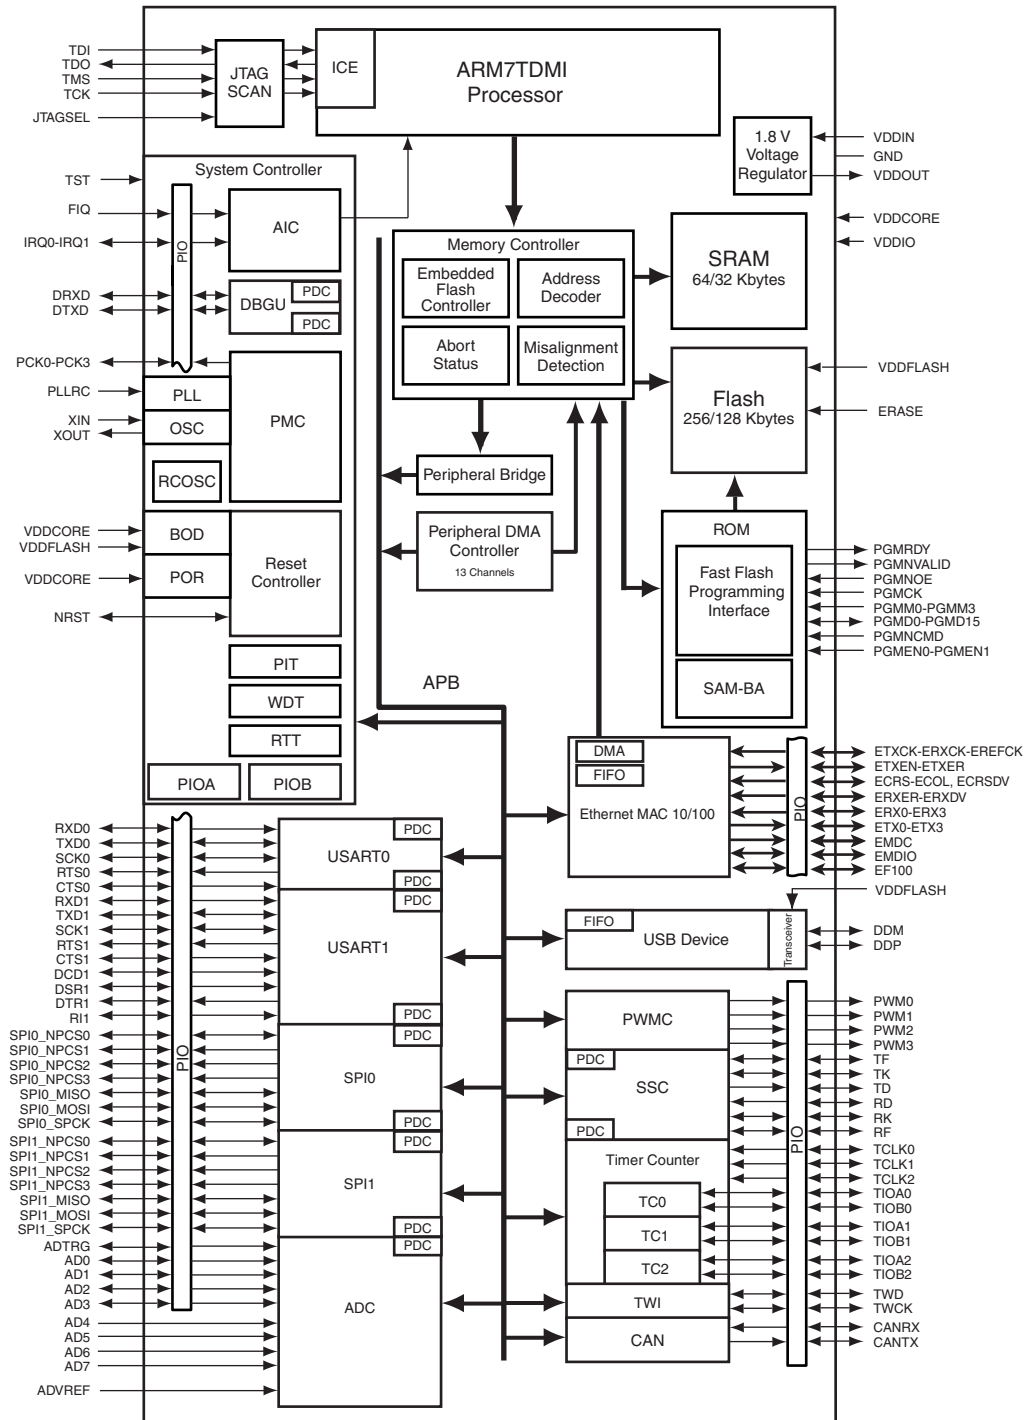 TDI
TDO
TMS
TCK
JTAGSEL
JTAG
SCAN
ICE
ARM7TDMI
Processor
1.8 V
Voltage
Regulator
VDDIN
GND
VDDOUT
VDDCORE
VDDIO
System Controller
TST
FIQ
IRQ0-IRQ1
PIO
AIC
DRXD
DTXD
DBGU
PDC
PDC
PCK0-PCK3
PLLRC
PLL
XIN
XOUT
OSC
PMC
RCOSC
VDDCORE
VDDFLASH
BOD
VDDCORE
POR
Reset
Controller
NRST
PIT
WDT
RTT
PIOA
PIOB
Memory Controller
Embedded
Flash
Controller
Address
Decoder
Abort
Status
Misalignment
Detection
SRAM
64/32 Kbytes
Flash
256/128 Kbytes
VDDFLASH
ERASE
Peripheral Bridge
Peripheral DMA
Controller
13 Channels
ROM
Fast Flash
Programming
Interface
SAM-BA
PGMRDY
PGMNVALID
PGMNOE
PGMCK
PGMM0-PGMM3
PGMD0-PGMD15
PGMNCMD
PGMEN0-PGMEN1
APB
DMA
FIFO
Ethernet MAC 10/100
PIO
ETXCK-ERXCK-EREFCK
ETXEN-ETXER
ECRS-ECOL, ECRSDV
ERXER-ERXDV
ERX0-ERX3
ETX0-ETX3
EMDC
EMDIO
EF100
VDDFLASH
FIFO
USB Device
Transceiver
DDM
DDP
RXD0
TXD0
SCK0
RTS0
CTS0
RXD1
TXD1
SCK1
RTS1
CTS1
DCD1
DSR1
DTR1
RI1
SPI0_NPCS0
SPI0_NPCS1
SPI0_NPCS2
SPI0_NPCS3
SPI0_MISO
SPI0_MOSI
SPI0_SPCK
SPI1_NPCS0
SPI1_NPCS1
SPI1_NPCS2
SPI1_NPCS3
SPI1_MISO
SPI1_MOSI
SPI1_SPCK
ADTRG
AD0
AD1
AD2
AD3
AD4
AD5
AD6
AD7
ADVREF
PIO
PDC
USART0
PDC
PDC
USART1
PDC
PDC
SPI0
PDC
PDC
SPI1
PDC
PDC
ADC
PWMC
PDC
SSC
PDC
Timer Counter
TC0
TC1
TC2
TWI
CAN
PIO
PWM0
PWM1
PWM2
PWM3
TF
TK
TD
RD
RK
RF
TCLK0
TCLK1
TCLK2
TIOA0
TIOB0
TIOA1
TIOB1
TIOA2
TIOB2
TWD
TWCK
CANRX
CANTX